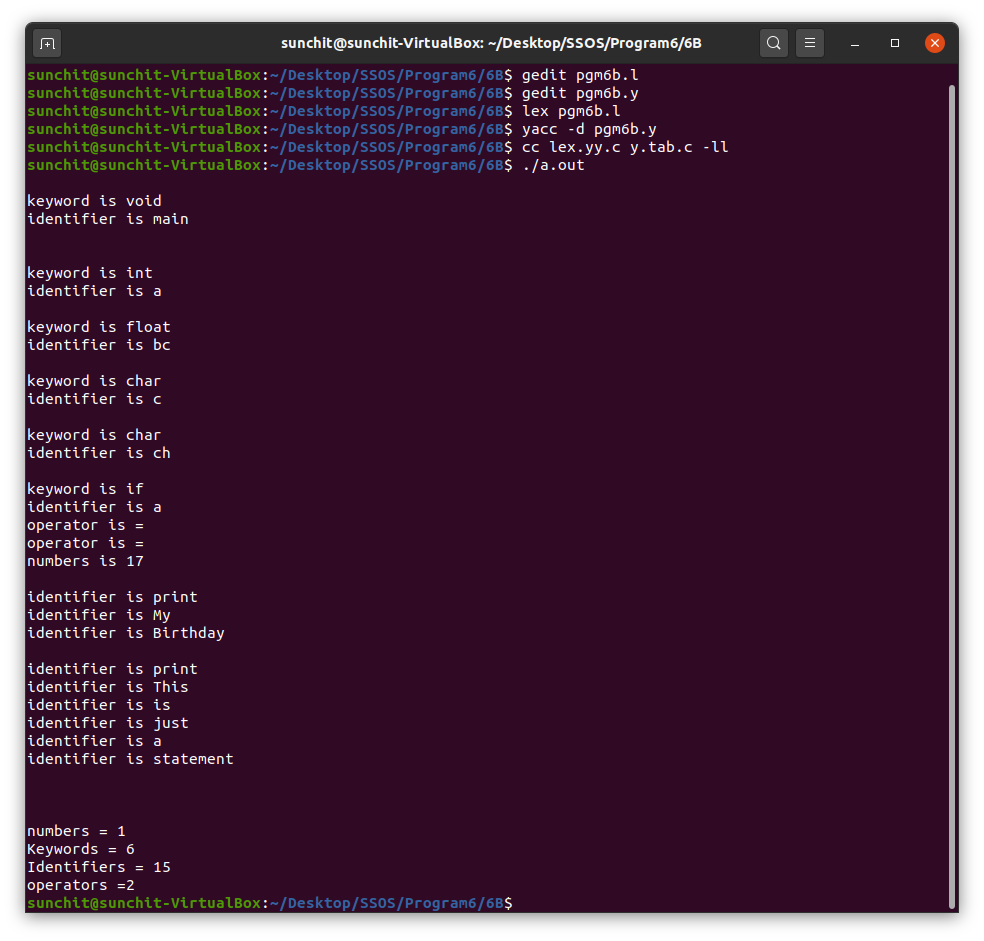 sunchit@sunchit-VirtualBox: ~/Desktop/SSOS/Program6/6B
sunchit@sunchit-VirtualBox:~/Desktop/SSOS/Program6/6B$ gedit pgm6b.l
sunchit@sunchit-VirtualBox:~/Desktop/SSOS/Program6/6B$ gedit pgm6b.y
sunchit@sunchit-VirtualBox:~/Desktop/SSOS/Program6/6B$ lex pgm6b.l
sunchit@sunchit-VirtualBox:~/Desktop/SSOS/Program6/6B$ yacc -d pgm6b.y
sunchit@sunchit-VirtualBox:~/Desktop/SSOS/Program6/6B$ cc lex.yy.c y.tab.c -ll
sunchit@sunchit-VirtualBox:~/Desktop/SSOS/Program6/6B$ ./a.out
keyword is void
identifier is main
keyword is int
identifier is a
keyword is float
identifier is bc
keyword is char
identifier is c
keyword is char
identifier is ch
keyword is if
identifier is a
operator is =
operator is =
numbers is 17
identifier is print
identifier is My
identifier is Birthday
identifier is print
identifier is This
identifier is is
identifier is just
identifier is a
identifier is statement
numbers = 1
Keywords = 6
Identifiers = 15
operators =2
sunchit@sunchit-VirtualBox:~/Desktop/SSOS/Program6/6B$